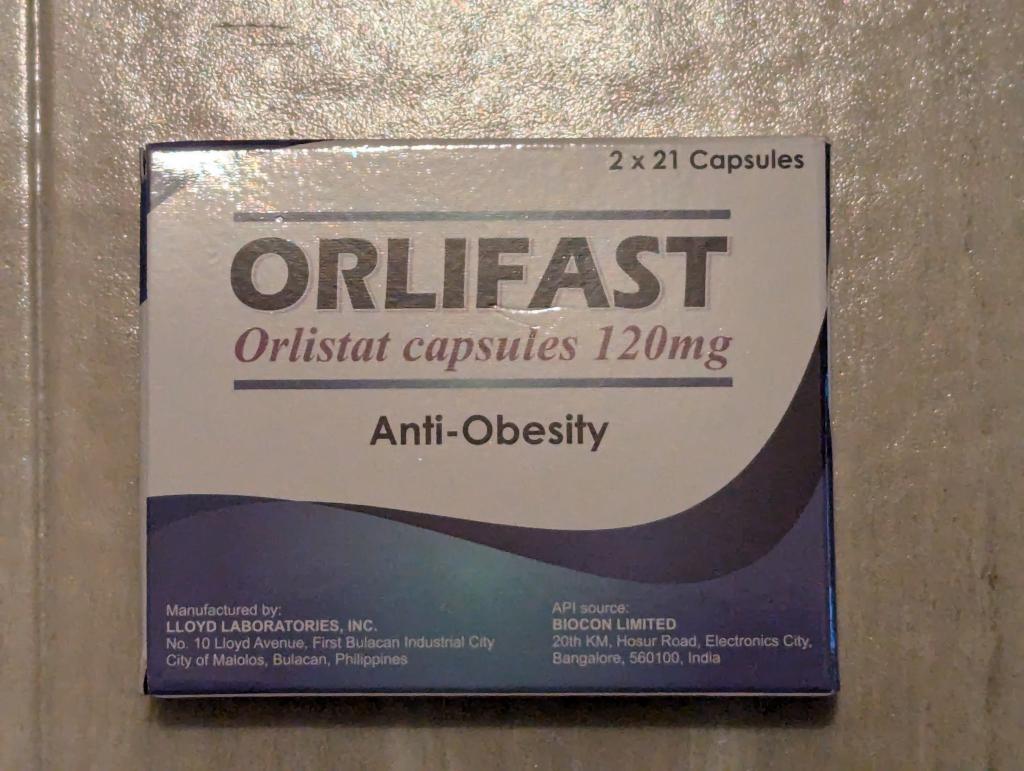 2 x 21 Capsules
ORLIFAST
Orlistat capsules 120mg
Anti-Obesity
Manufactured by:
LLOYD LABORATORIES, INC.
No. 10 Lloyd Avenue, First Bulacan Industrial City
City of Malolos, Bulacan, Philippines
API source:
BIOCON LIMITED
20th KM, Hosur Road, Electronics City,
Bangalore, 560100, India